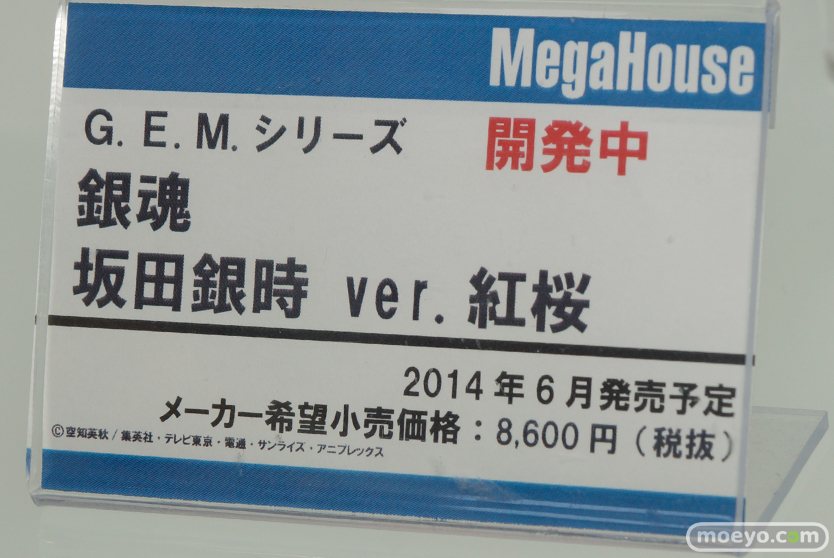 MegaHouse
G.E.M.シリーズ 開発中
銀魂
坂田銀時 ver.紅桜
2014年6月発売予定
メーカー希望小売価格：8,600円（税抜）
©空知英秋/集英社・テレビ東京・電通・サンライズ・アニプレックス
moeyo.com